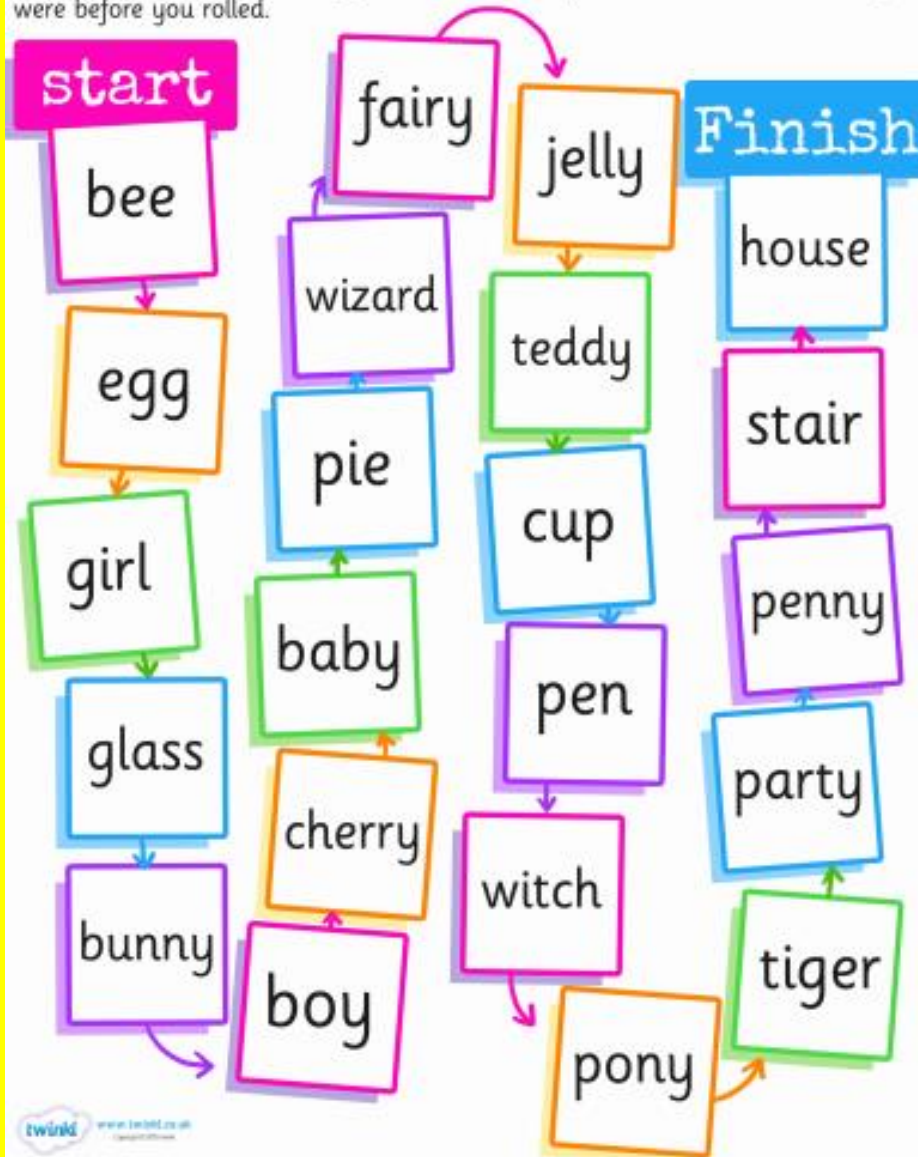 were before you rolled.
start
bee
egg
girl
glass
bunny
boy
cherry
baby
pie
wizard
fairy
jelly
teddy
cup
pen
witch
pony
tiger
party
penny
stair
house
Finish
twinkl
www.twinkl.co.uk